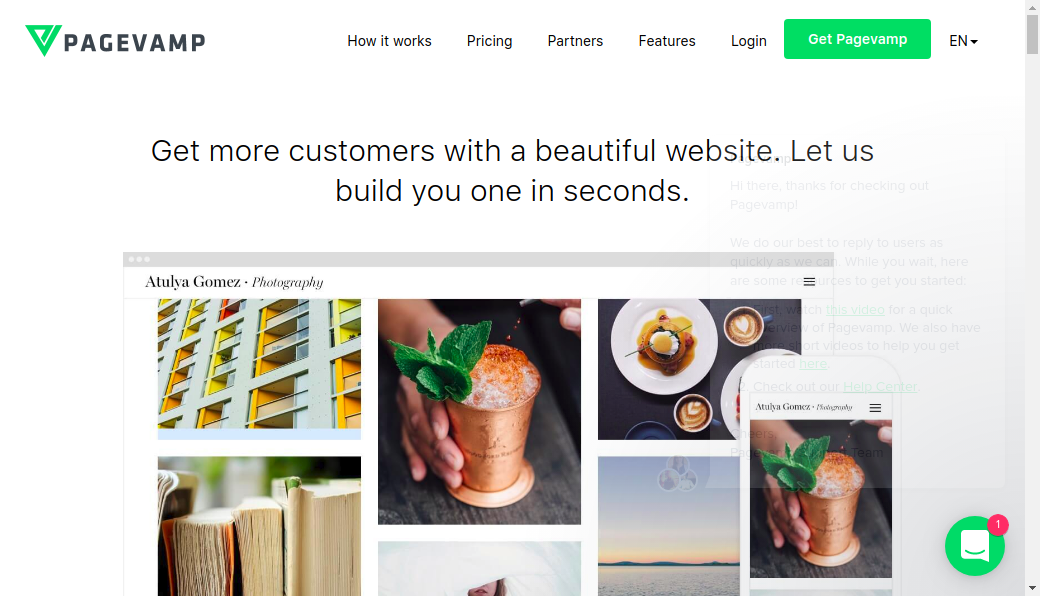 PAGEVAMP
How it works
Pricing
Partners
Features
Login
Get Pagevamp
EN
Get more customers with a beautiful website. Let us
build you one in seconds.
Hi there, thanks for checking out
Pagevamp!
We do our best to reply to users as
quickly as we can. While you wait, here
are some resources to get you started:
First, watch this video for a quick
overview of Pagevamp. We also have
more short videos to help you get
started here.
2. Check out our Help Center.
Cheers,
Team
Atulya Gomez · Photography
Atulya Gomez · Photography
1